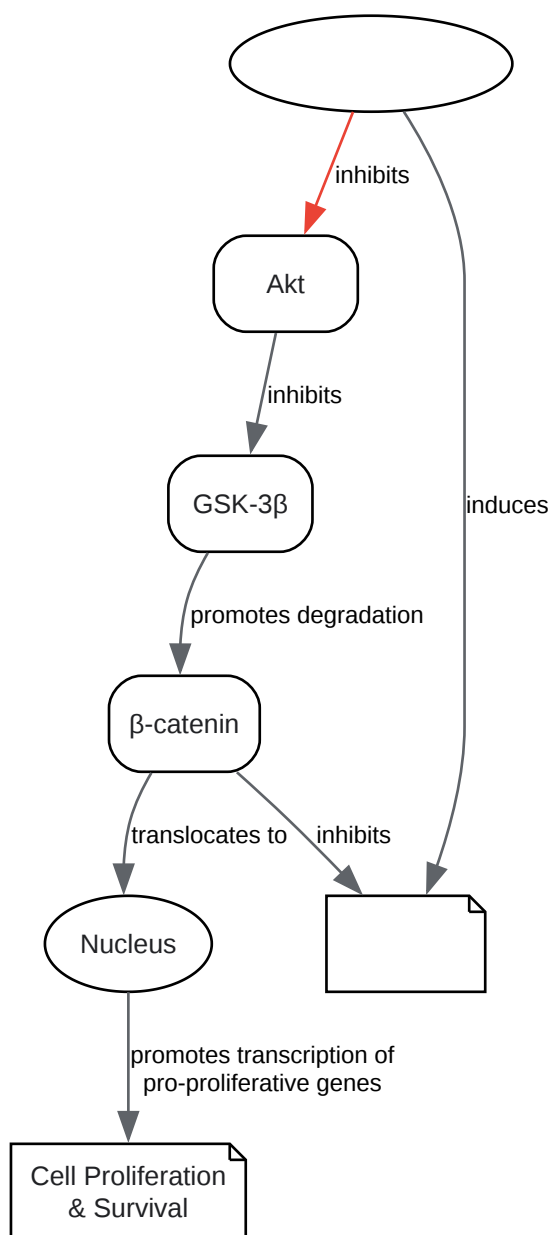 inhibits
Akt
inhibits
GSK-3β
induces
promotes degradation
β-catenin
translocates to
inhibits
Nucleus
promotes transcription of
pro-proliferative genes
Cell Proliferation
& Survival